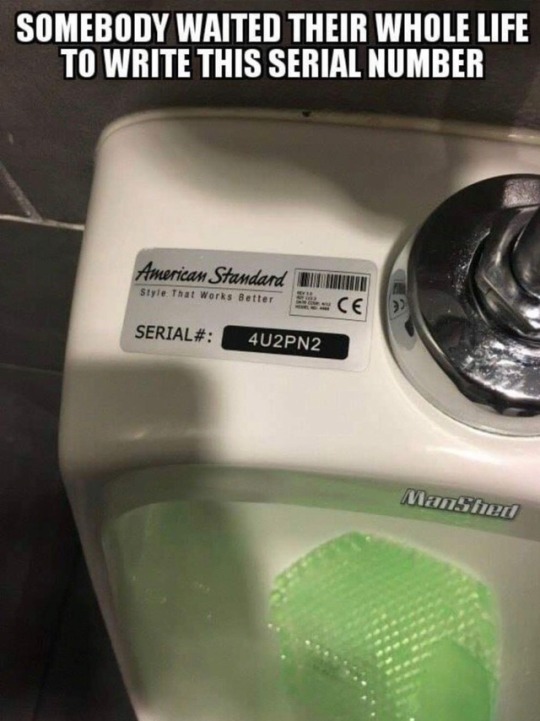 SOMEBODY WAITED THEIR WHOLE LIFE
TO WRITE THIS SERIAL NUMBER
American Standard
Style That Works Better
CE
SERIAL#: 4U2PN2
ManShed